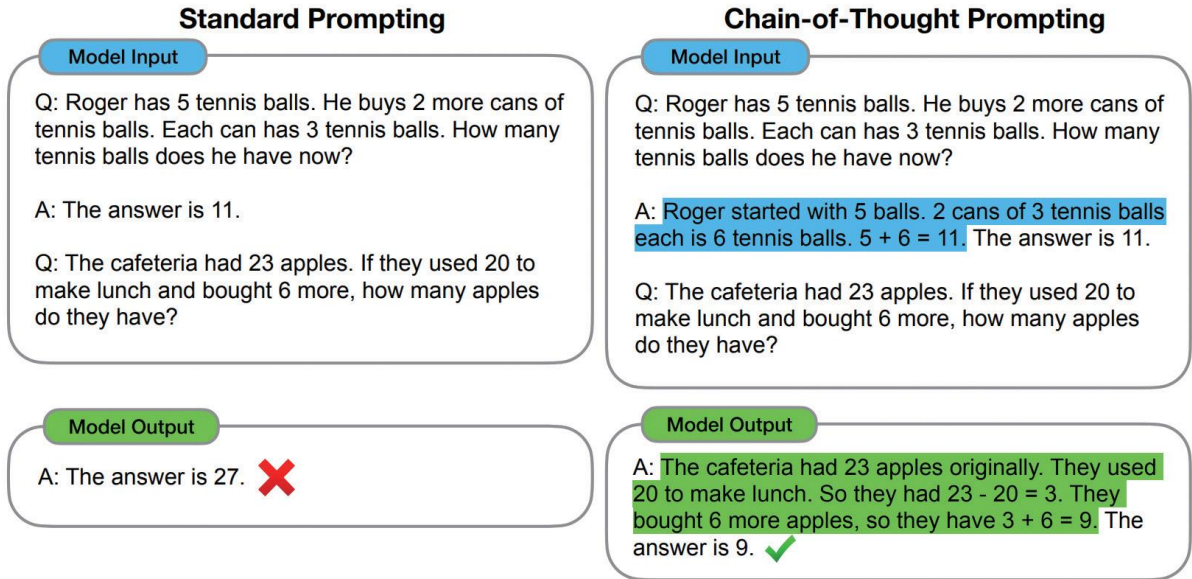 Standard Prompting
Model Input
Q: Roger has 5 tennis balls. He buys 2 more cans of
tennis balls. Each can has 3 tennis balls. How many
tennis balls does he have now?
A: The answer is 11.
Q: The cafeteria had 23 apples. If they used 20 to
make lunch and bought 6 more, how many apples
do they have?
Model Output
A: The answer is 27.
Chain-of-Thought Prompting
Model Input
Q: Roger has 5 tennis balls. He buys 2 more cans of
tennis balls. Each can has 3 tennis balls. How many
tennis balls does he have now?
A: Roger started with 5 balls. 2 cans of 3 tennis balls
each is 6 tennis balls. 5 + 6 = 11. The answer is 11.
Q: The cafeteria had 23 apples. If they used 20 to
make lunch and bought 6 more, how many apples
do they have?
Model Output
A: The cafeteria had 23 apples originally. They used
20 to make lunch. So they had 23 - 20 = 3. They
bought 6 more apples, so they have 3 + 6 = 9. The
answer is 9.